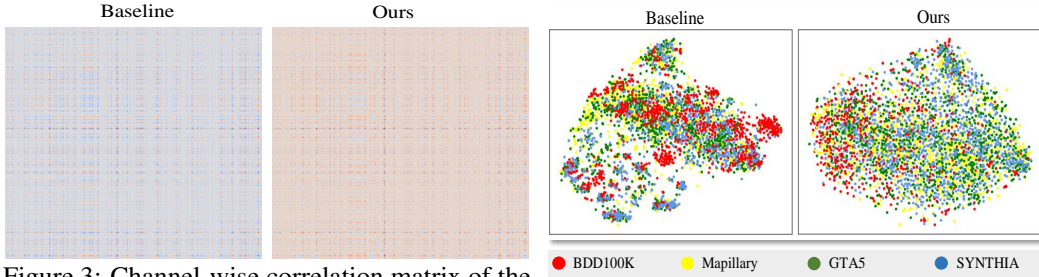 Baseline
Ours
Figure 3: Channel-wise correlation matrix of the
Baseline
Ours
BDD100K
Mapillary
GTA5
SYNTHIA